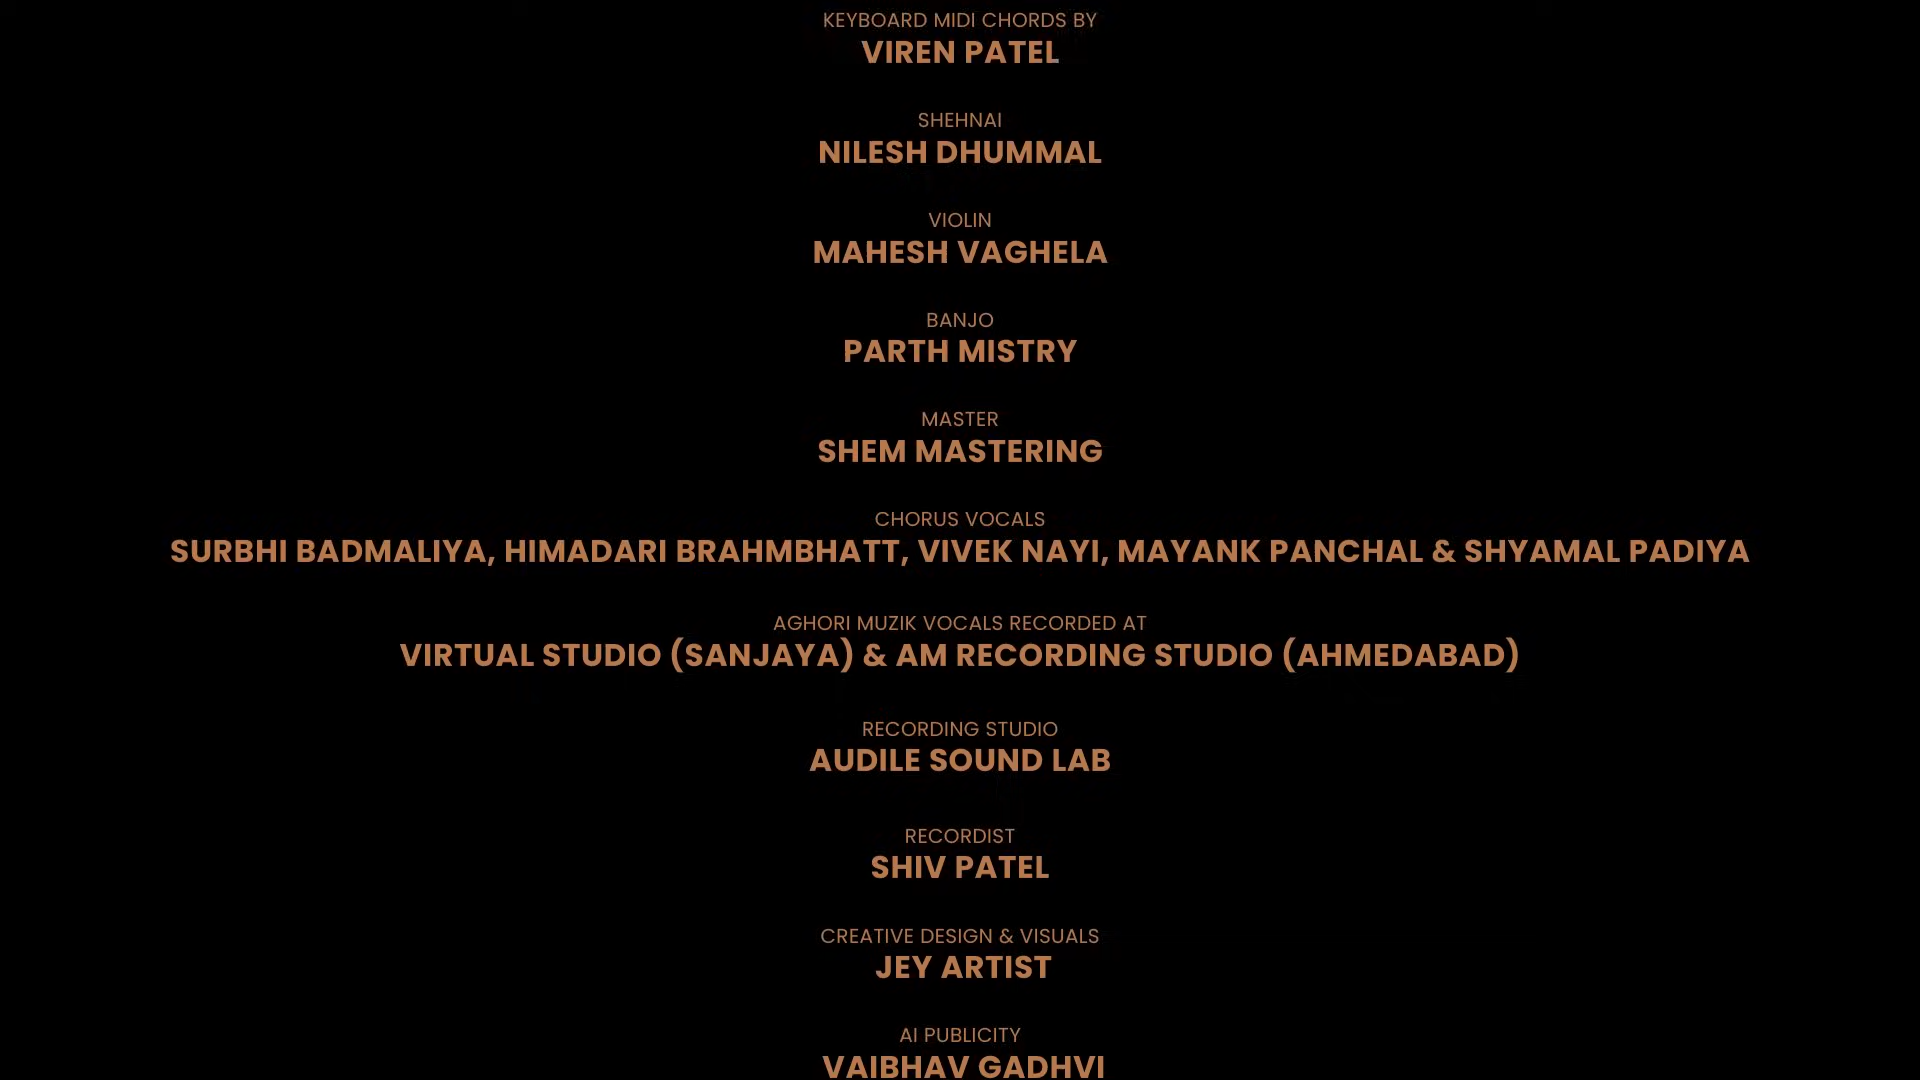 KEYBOARD MIDI CHORDS BY
VIREN PATEL
SHEHNAI
NILESH DHUMMAL
VIOLIN
MAHESH VAGHELA
BANJO
PARTH MISTRY
MASTER
SHEM MASTERING
CHORUS VOCALS
SURBHI BADMALIYA, HIMADARI BRAHMBHATT, VIVEK NAYI, MAYANK PANCHAL & SHYAMAL PADIYA
AGHORI MUZIK VOCALS RECORDED AT
VIRTUAL STUDIO (SANJAYA) & AM RECORDING STUDIO (AHMEDABAD)
RECORDING STUDIO
AUDILE SOUND LAB
RECORDIST
SHIV PATEL
CREATIVE DESIGN & VISUALS
JEY ARTIST
AI PUBLICITY
VAIBHAV GADHVI